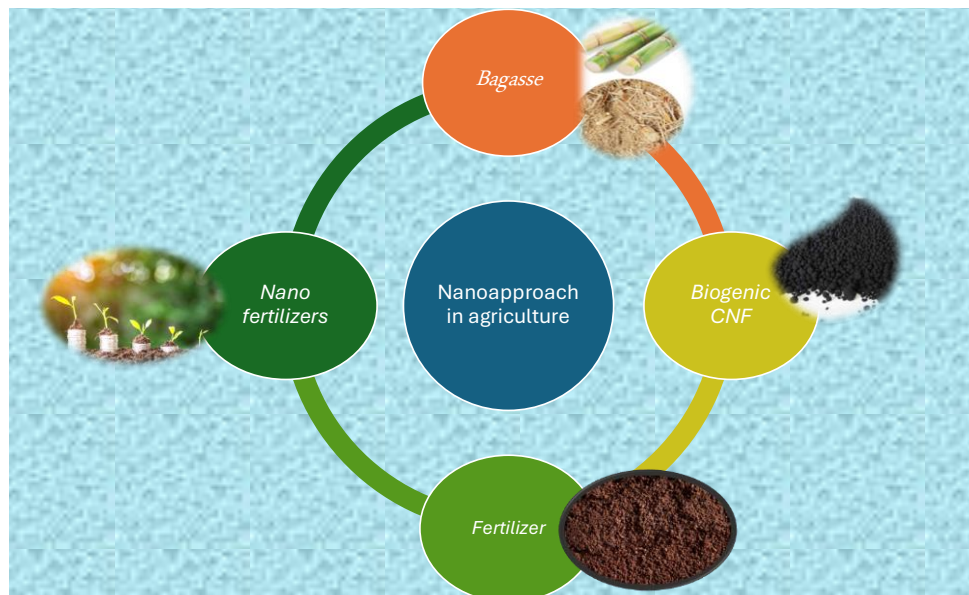 Bagasse
Nano
fertilizers
Nanoapproach
in agriculture
Biogenic
CNF
Fertilizer